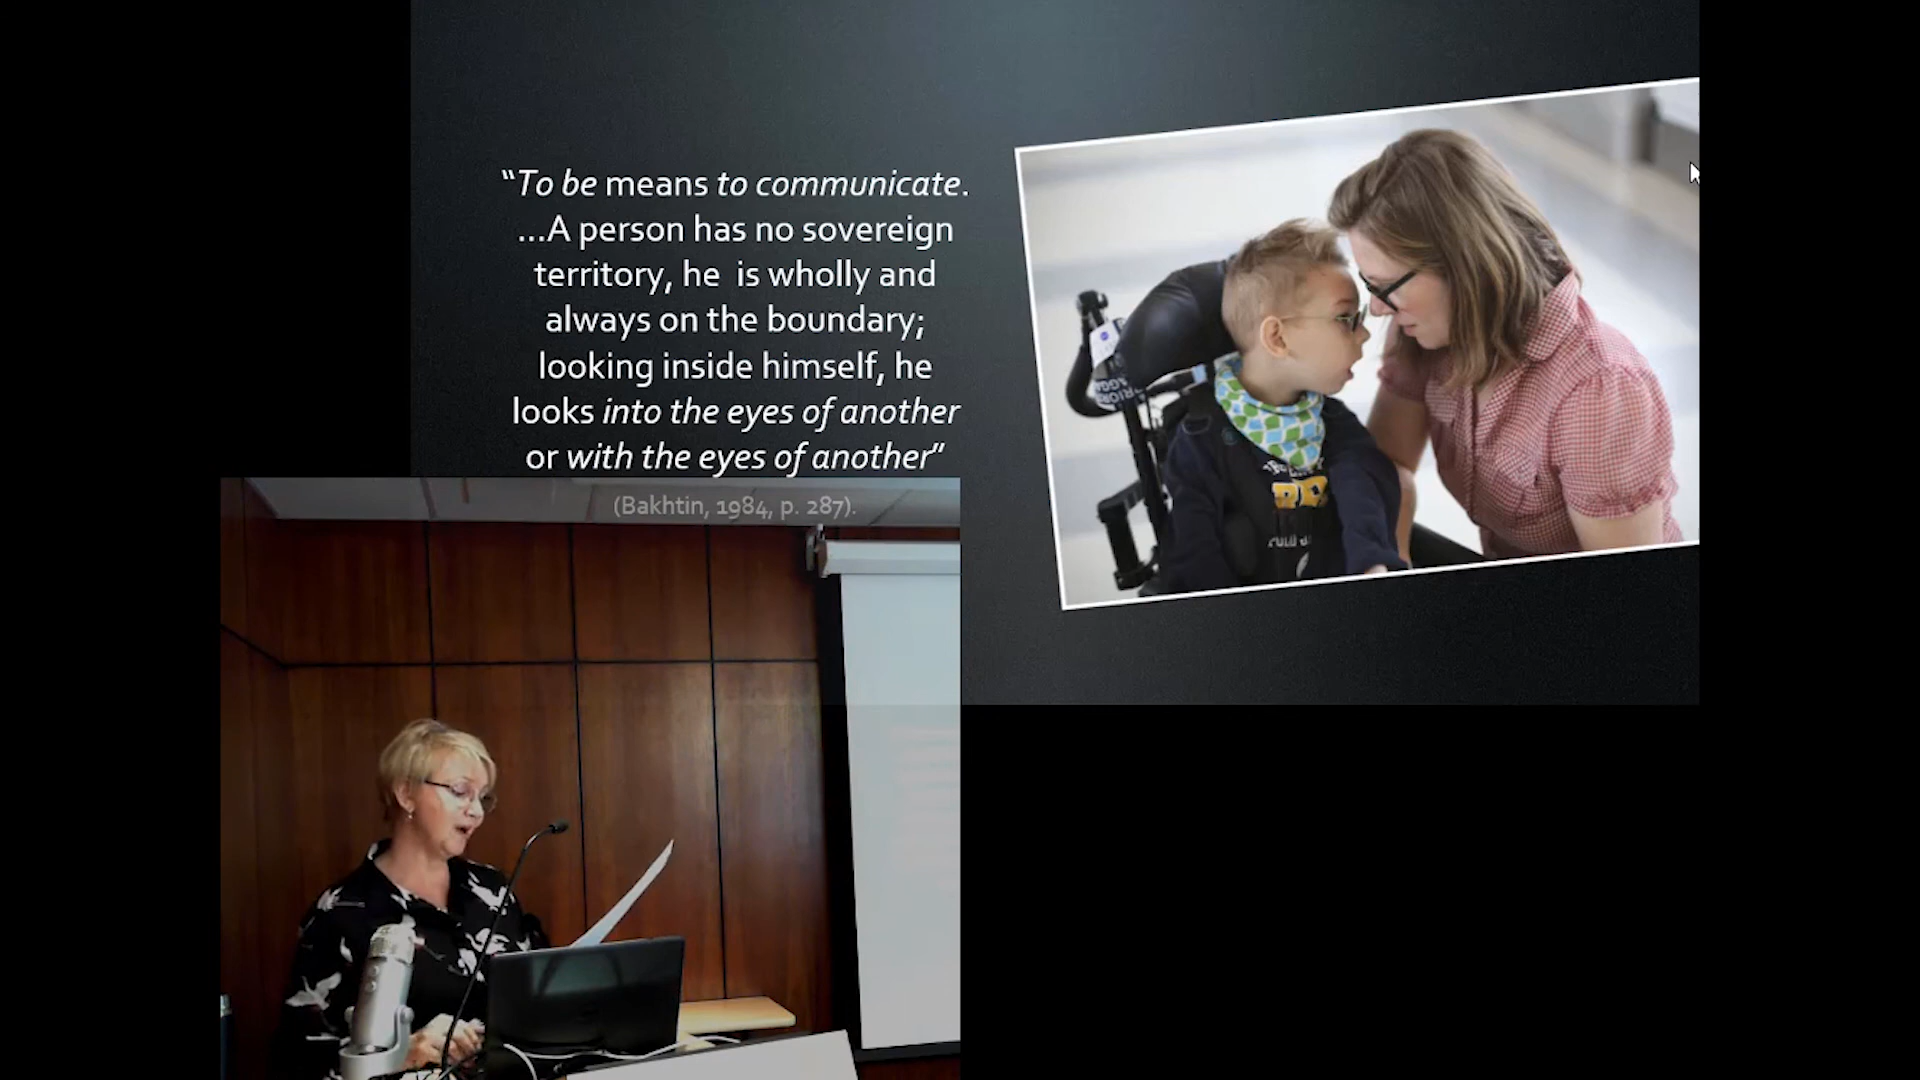 “To be means to communicate.
...A person has no sovereign
territory, he  is wholly and
always on the boundary;
looking inside himself, he
looks into the eyes of another
or with the eyes of another”
(Bakhtin, 1984, p. 287).